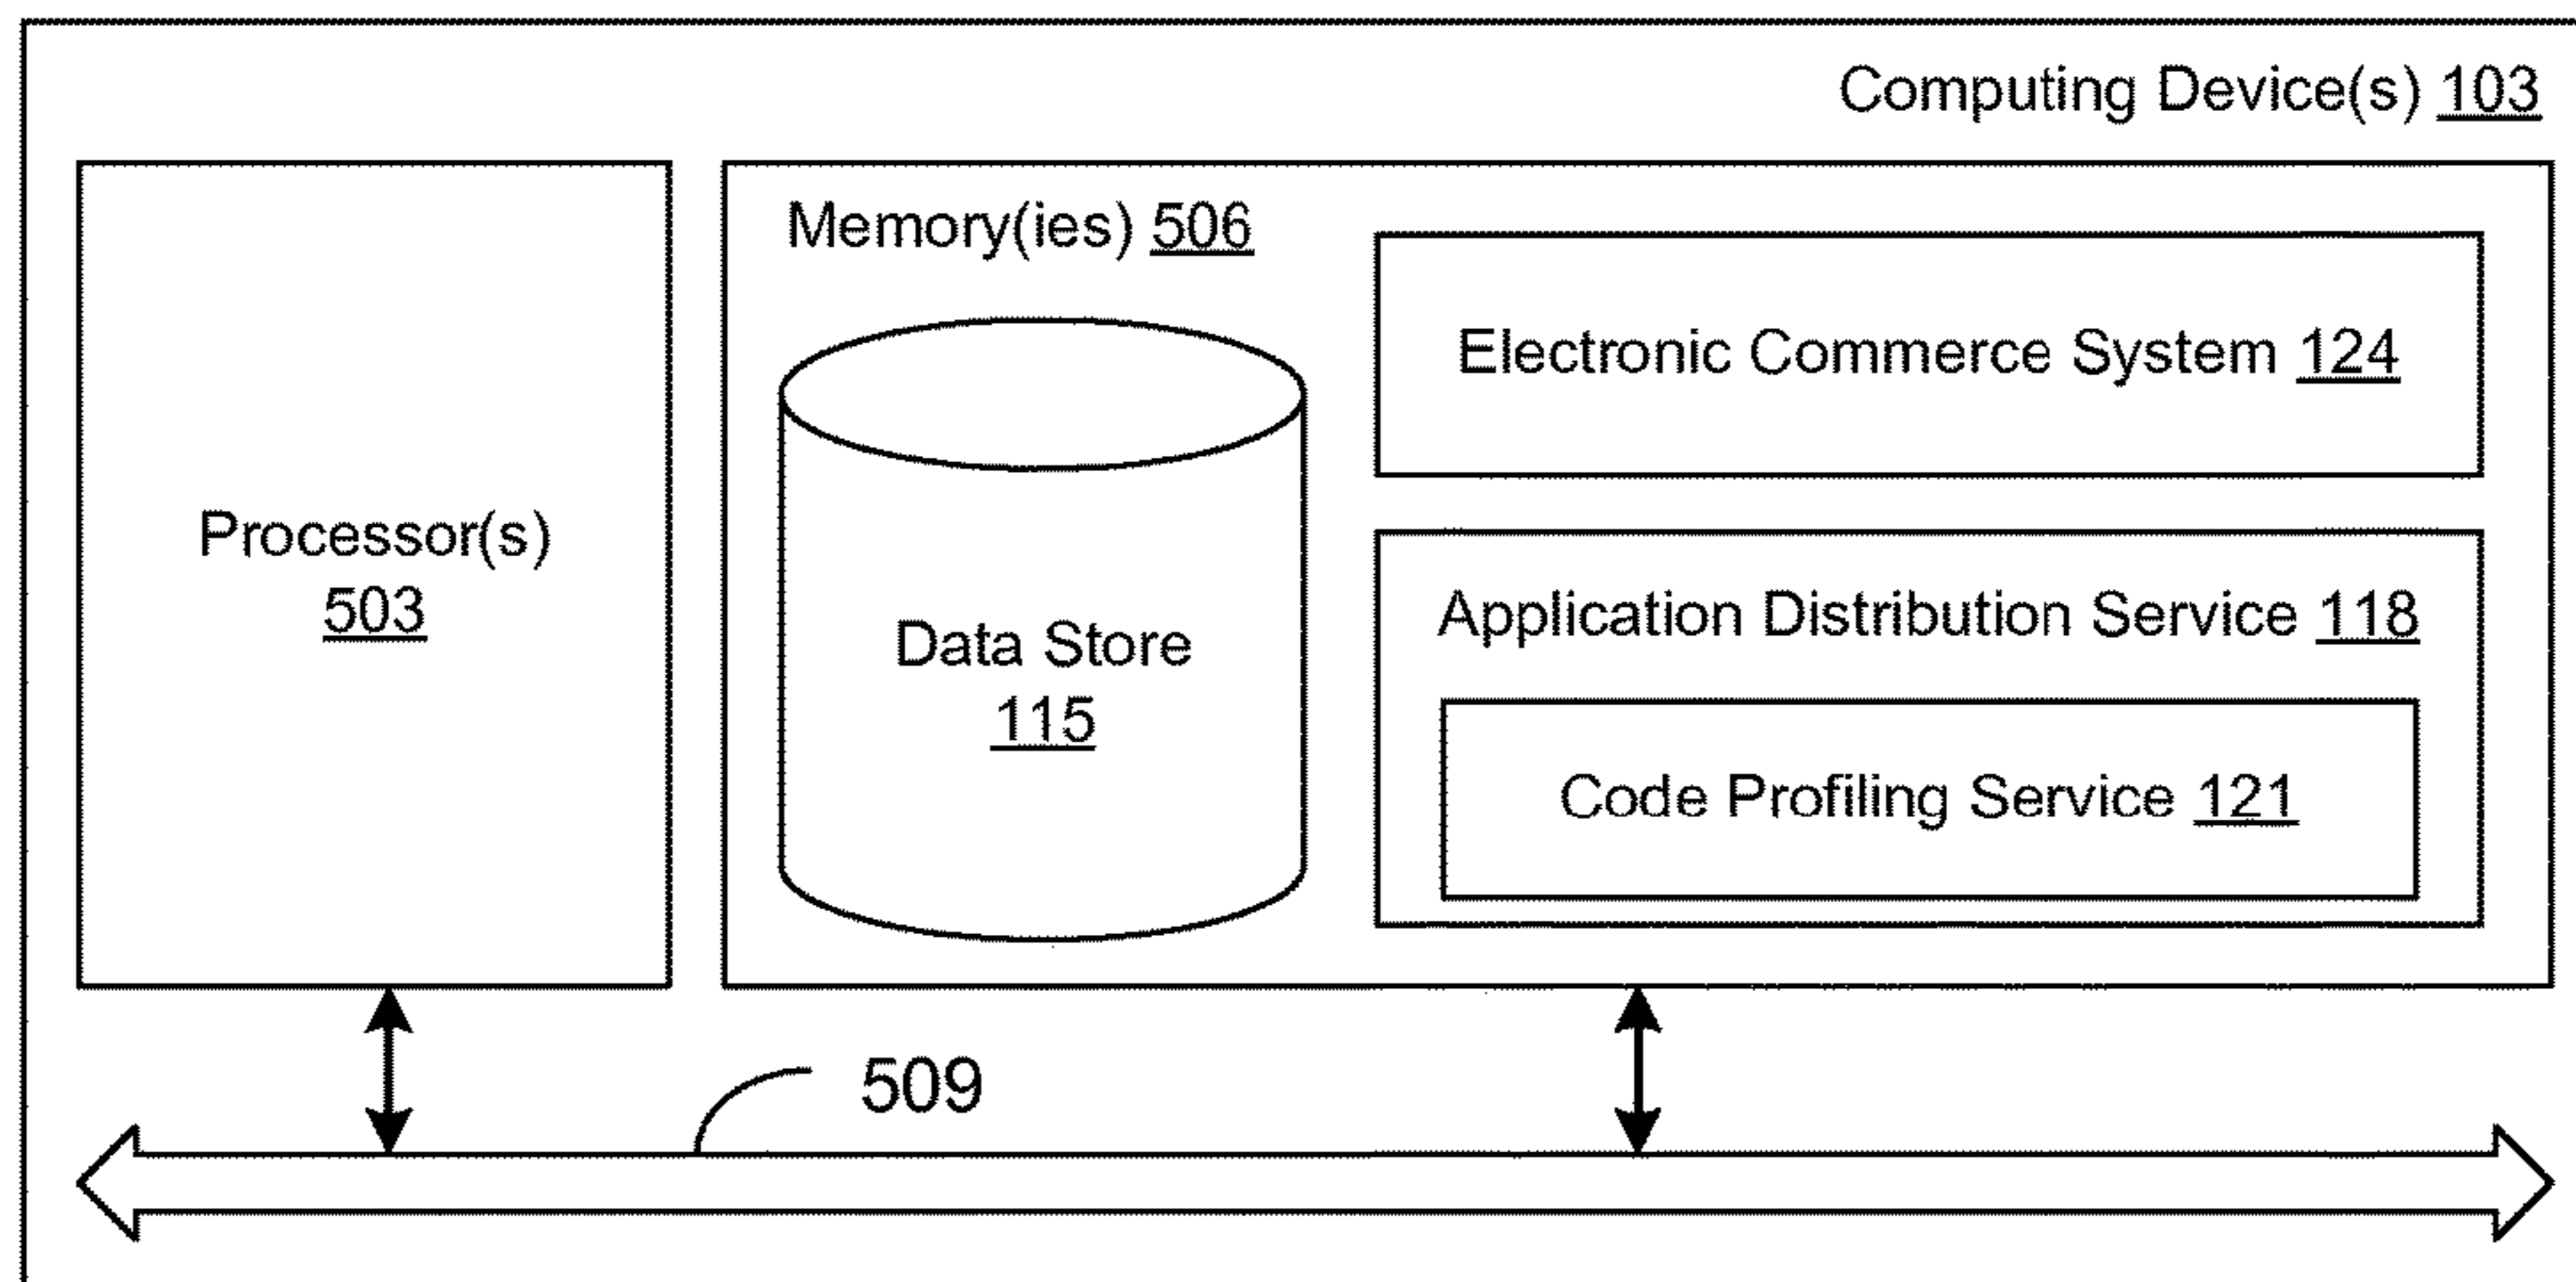 Computing Device(s) 103
Processor(s)
503
Memory(ies) 506
Data Store
115
Electronic Commerce System 124
Application Distribution Service 118
Code Profiling Service 121
509